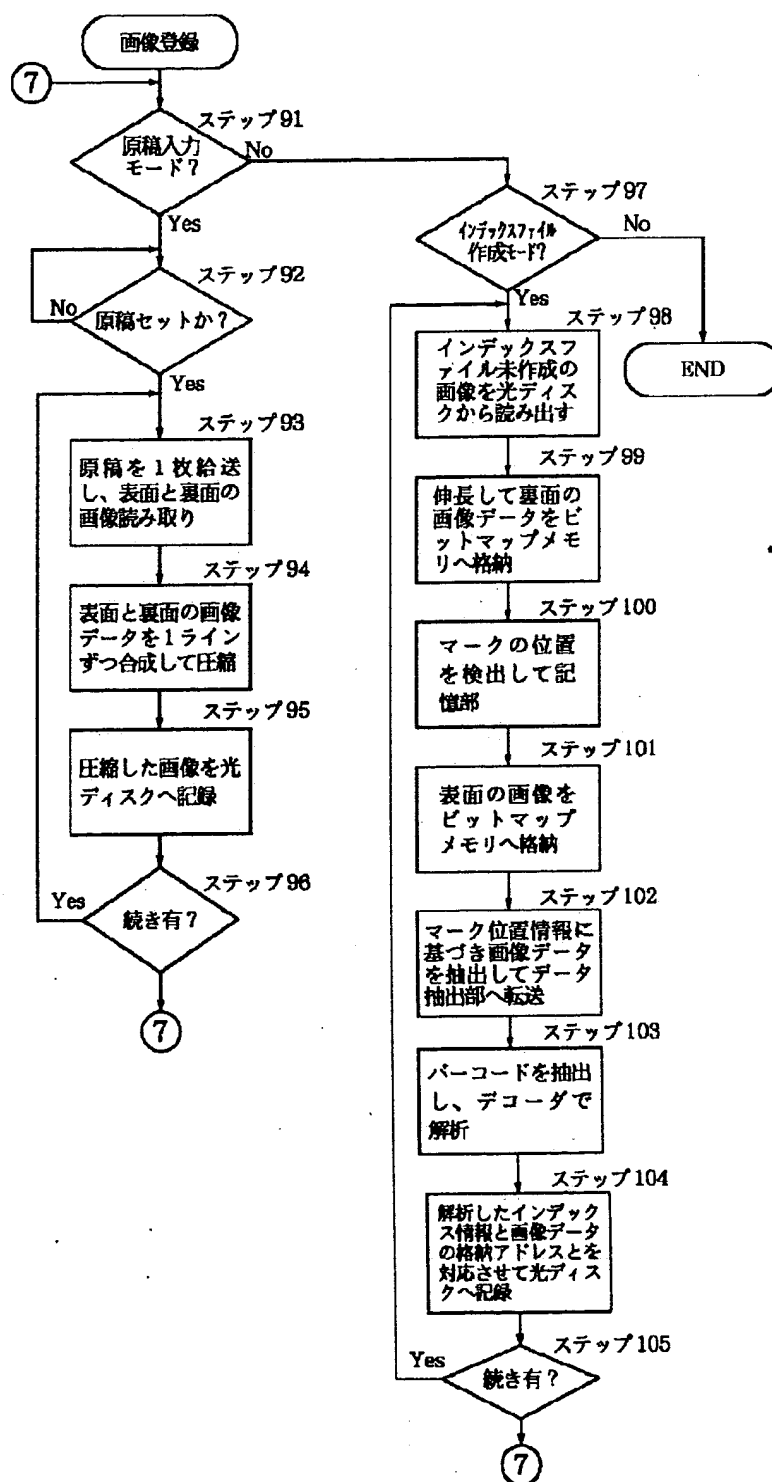 画像登録
⑦
ステップ91
原稿入力
モード？
No
Yes
ステップ92
原稿セットか？
No
Yes
ステップ93
原稿を１枚給送
し、表面と裏面の
画像読み取り
ステップ94
表面と裏面の画像
データを１ライン
ずつ合成して圧縮
ステップ95
圧縮した画像を光
ディスクへ記録
ステップ96
続き有？
Yes
⑦
ステップ97
インデックスファイル
作成モード？
No
Yes
END
ステップ98
インデックスフ
ァイル未作成の
画像を光ディス
クから読み出す
ステップ99
伸長して裏面の
画像データをビ
ットマップメモ
リへ格納
ステップ100
マークの位置
を検出して記
憶部
ステップ101
表面の画像を
ビットマップ
メモリへ格納
ステップ102
マーク位置情報に
基づき画像データ
を抽出してデータ
抽出部へ転送
ステップ103
バーコードを抽出
し、デコーダで
解析
ステップ104
解析したインデック
ス情報と画像データ
の格納アドレスとを
対応させて光ディス
クへ記録
ステップ105
続き有？
Yes
⑦